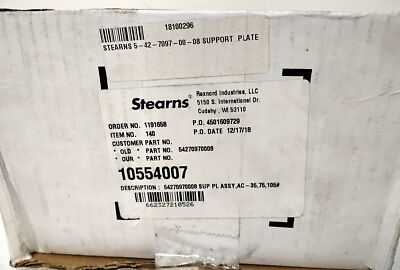 18100296
STEARNS 5-42-7097-00-08 SUPPORT PLATE
Stearns®
Rexnord Industries, LLC
5150 S. International Dr.
Cudahy, WI 53110
ORDER NO. 1191658 P.O. 4501609729
ITEM NO. 140 P.O. DATE 12/17/18
CUSTOMER PART NO.
* OLD * PART NO. 54270970008
* OUR * PART NO.
10554007
DESCRIPTION: 54270970008 SUP PL ASSY,AC-35,75,105#
662327210526